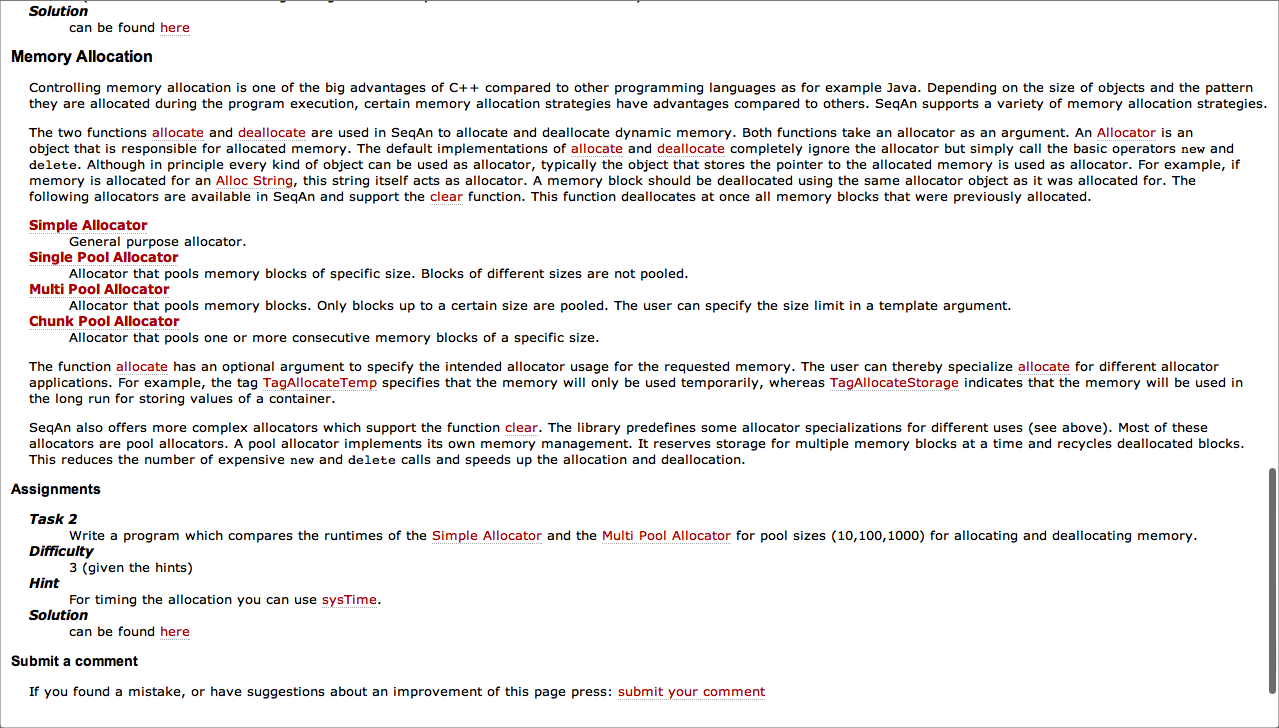 Solution
can be found here
Memory Allocation
Controlling memory allocation is one of the big advantages of C++ compared to other programming languages as for example Java. Depending on the size of objects and the pattern
they are allocated during the program execution, certain memory allocation strategies have advantages compared to others. SeqAn supports a variety of memory allocation strategies.
The two functions allocate and deallocate are used in SeqAn to allocate and deallocate dynamic memory. Both functions take an allocator as an argument. An Allocator is an
object that is responsible for allocated memory. The default implementations of allocate and deallocate completely ignore the allocator but simply call the basic operators new and
delete. Although in principle every kind of object can be used as allocator, typically the object that stores the pointer to the allocated memory is used as allocator. For example, if
memory is allocated for an Alloc String, this string itself acts as allocator. A memory block should be deallocated using the same allocator object as it was allocated for. The
following allocators are available in SeqAn and support the clear function. This function deallocates at once all memory blocks that were previously allocated.
Simple Allocator
General purpose allocator.
Single Pool Allocator
Allocator that pools memory blocks of specific size. Blocks of different sizes are not pooled.
Multi Pool Allocator
Allocator that pools memory blocks. Only blocks up to a certain size are pooled. The user can specify the size limit in a template argument.
Chunk Pool Allocator
Allocator that pools one or more consecutive memory blocks of a specific size.
The function allocate has an optional argument to specify the intended allocator usage for the requested memory. The user can thereby specialize allocate for different allocator
applications. For example, the tag TagAllocateTemp specifies that the memory will only be used temporarily, whereas TagAllocateStorage indicates that the memory will be used in
the long run for storing values of a container.
SeqAn also offers more complex allocators which support the function clear. The library predefines some allocator specializations for different uses (see above). Most of these
allocators are pool allocators. A pool allocator implements its own memory management. It reserves storage for multiple memory blocks at a time and recycles deallocated blocks.
This reduces the number of expensive new and delete calls and speeds up the allocation and deallocation.
Assignments
Task 2
Write a program which compares the runtimes of the Simple Allocator and the Multi Pool Allocator for pool sizes (10,100,1000) for allocating and deallocating memory.
Difficulty
3 (given the hints)
Hint
For timing the allocation you can use sysTime.
Solution
can be found here
Submit a comment
If you found a mistake, or have suggestions about an improvement of this page press: submit your comment